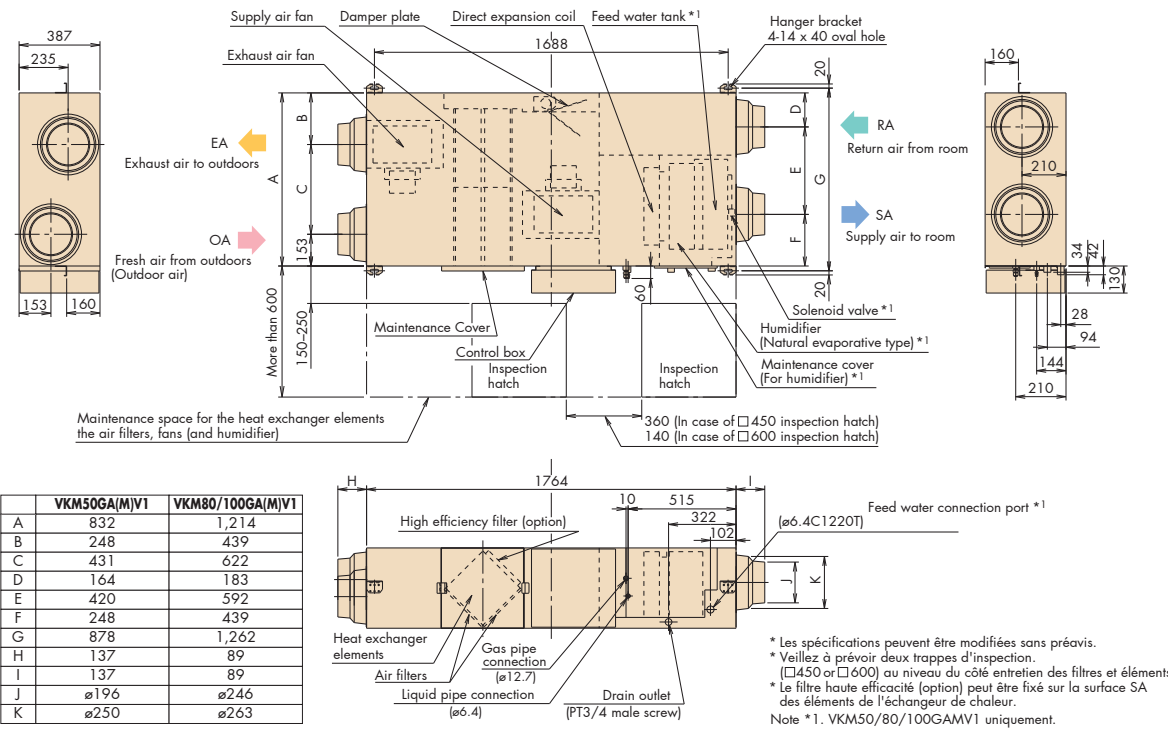 Supply air fan
Damper plate
Direct expansion coil
Feed water tank *1
Hanger bracket
4-14 x 40 oval hole
Exhaust air fan
387
235
1688
20
160
EA
Exhaust air to outdoors
OA
Fresh air from outdoors
(Outdoor air)
A
B
C
153
D
E
F
G
RA
Return air from room
SA
Supply air to room
210
34
42
130
153
160
More than 600
150–250
60
20
28
94
144
210
Maintenance Cover
Control box
Inspection
hatch
Inspection
hatch
Solenoid valve *1
Humidifier
(Natural evaporative type) *1
Maintenance cover
(For humidifier) *1
Maintenance space for the heat exchanger elements
the air filters, fans (and humidifier)
360 (In case of □450 inspection hatch)
140 (In case of □600 inspection hatch)
VKM50GA(M)V1 VKM80/100GA(M)V1
A 832 1,214
B 248 439
C 431 622
D 164 183
E 420 592
F 248 439
G 878 1,262
H 137 89
I 137 89
J ø196 ø246
K ø250 ø263
H
1764
I
10
515
322
102
High efficiency filter (option)
Feed water connection port *1
(ø6.4C1220T)
J
K
Heat exchanger
elements
Air filters
Gas pipe
connection
(ø12.7)
Liquid pipe connection
(ø6.4)
Drain outlet
(PT3/4 male screw)
* Les spécifications peuvent être modifiées sans préavis.
* Veillez à prévoir deux trappes d'inspection.
(□450 or □600) au niveau du côté entretien des filtres et éléments
* Le filtre haute efficacité (option) peut être fixé sur la surface SA
des éléments de l'échangeur de chaleur.
Note *1. VKM50/80/100GAMV1 uniquement.